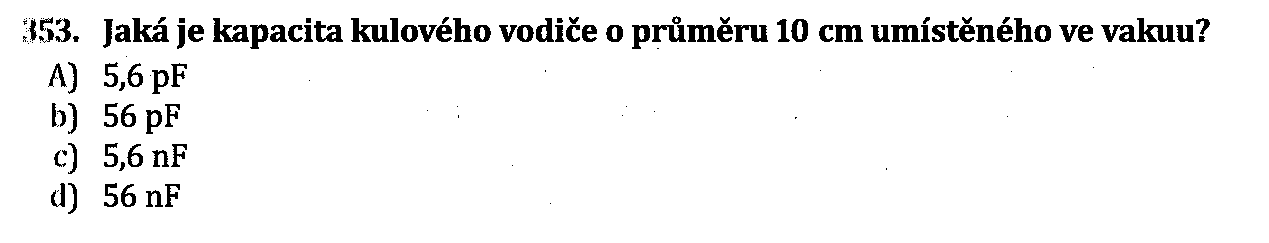 353. Jaká je kapacita kulového vodiče o průměru 10 cm umístěného ve vakuu?
A) 5,6 pF
b) 56 pF
c) 5,6 nF
d) 56 nF